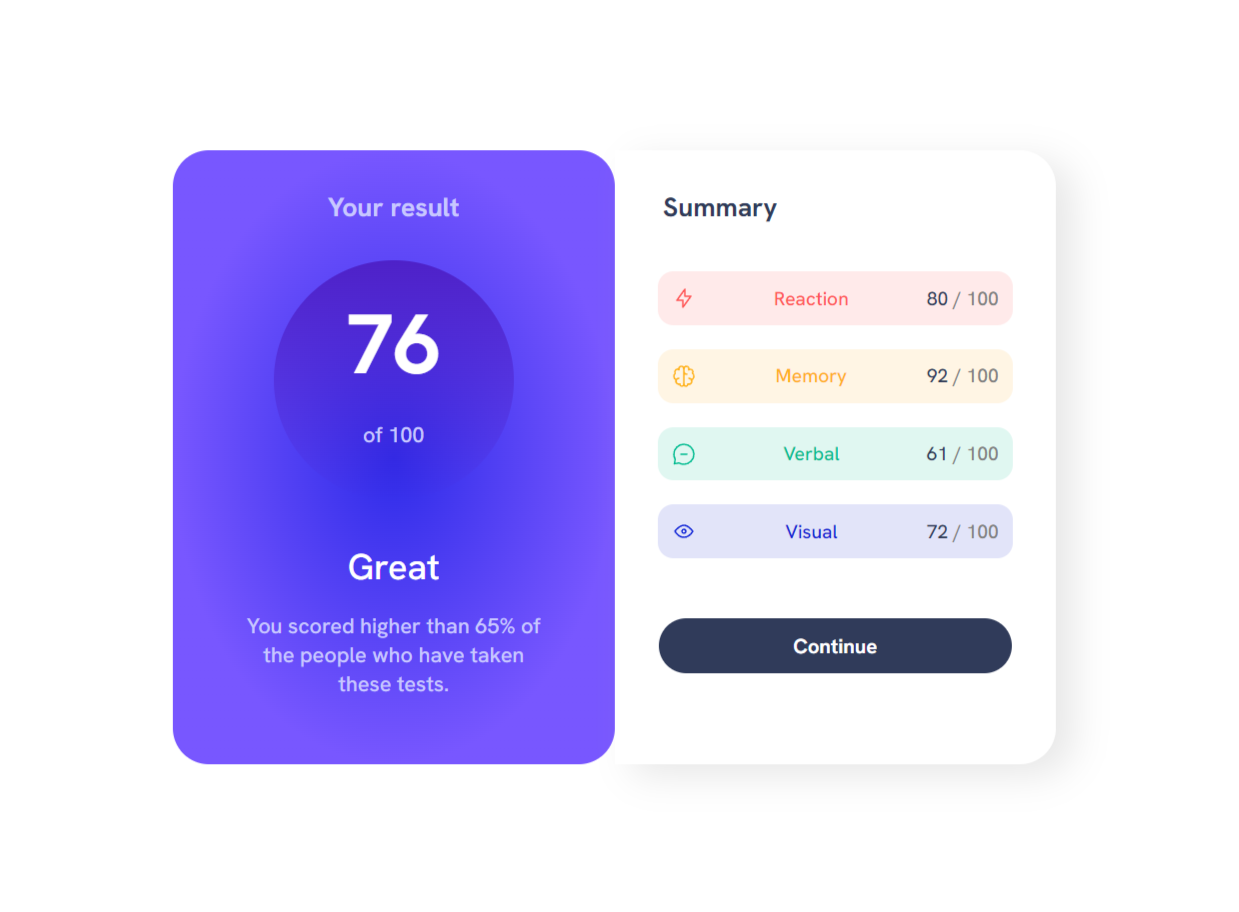 Your result
76
of 100
Great
You scored higher than 65% of
the people who have taken
these tests.
Summary
Reaction 80 / 100
Memory 92 / 100
Verbal 61 / 100
Visual 72 / 100
Continue